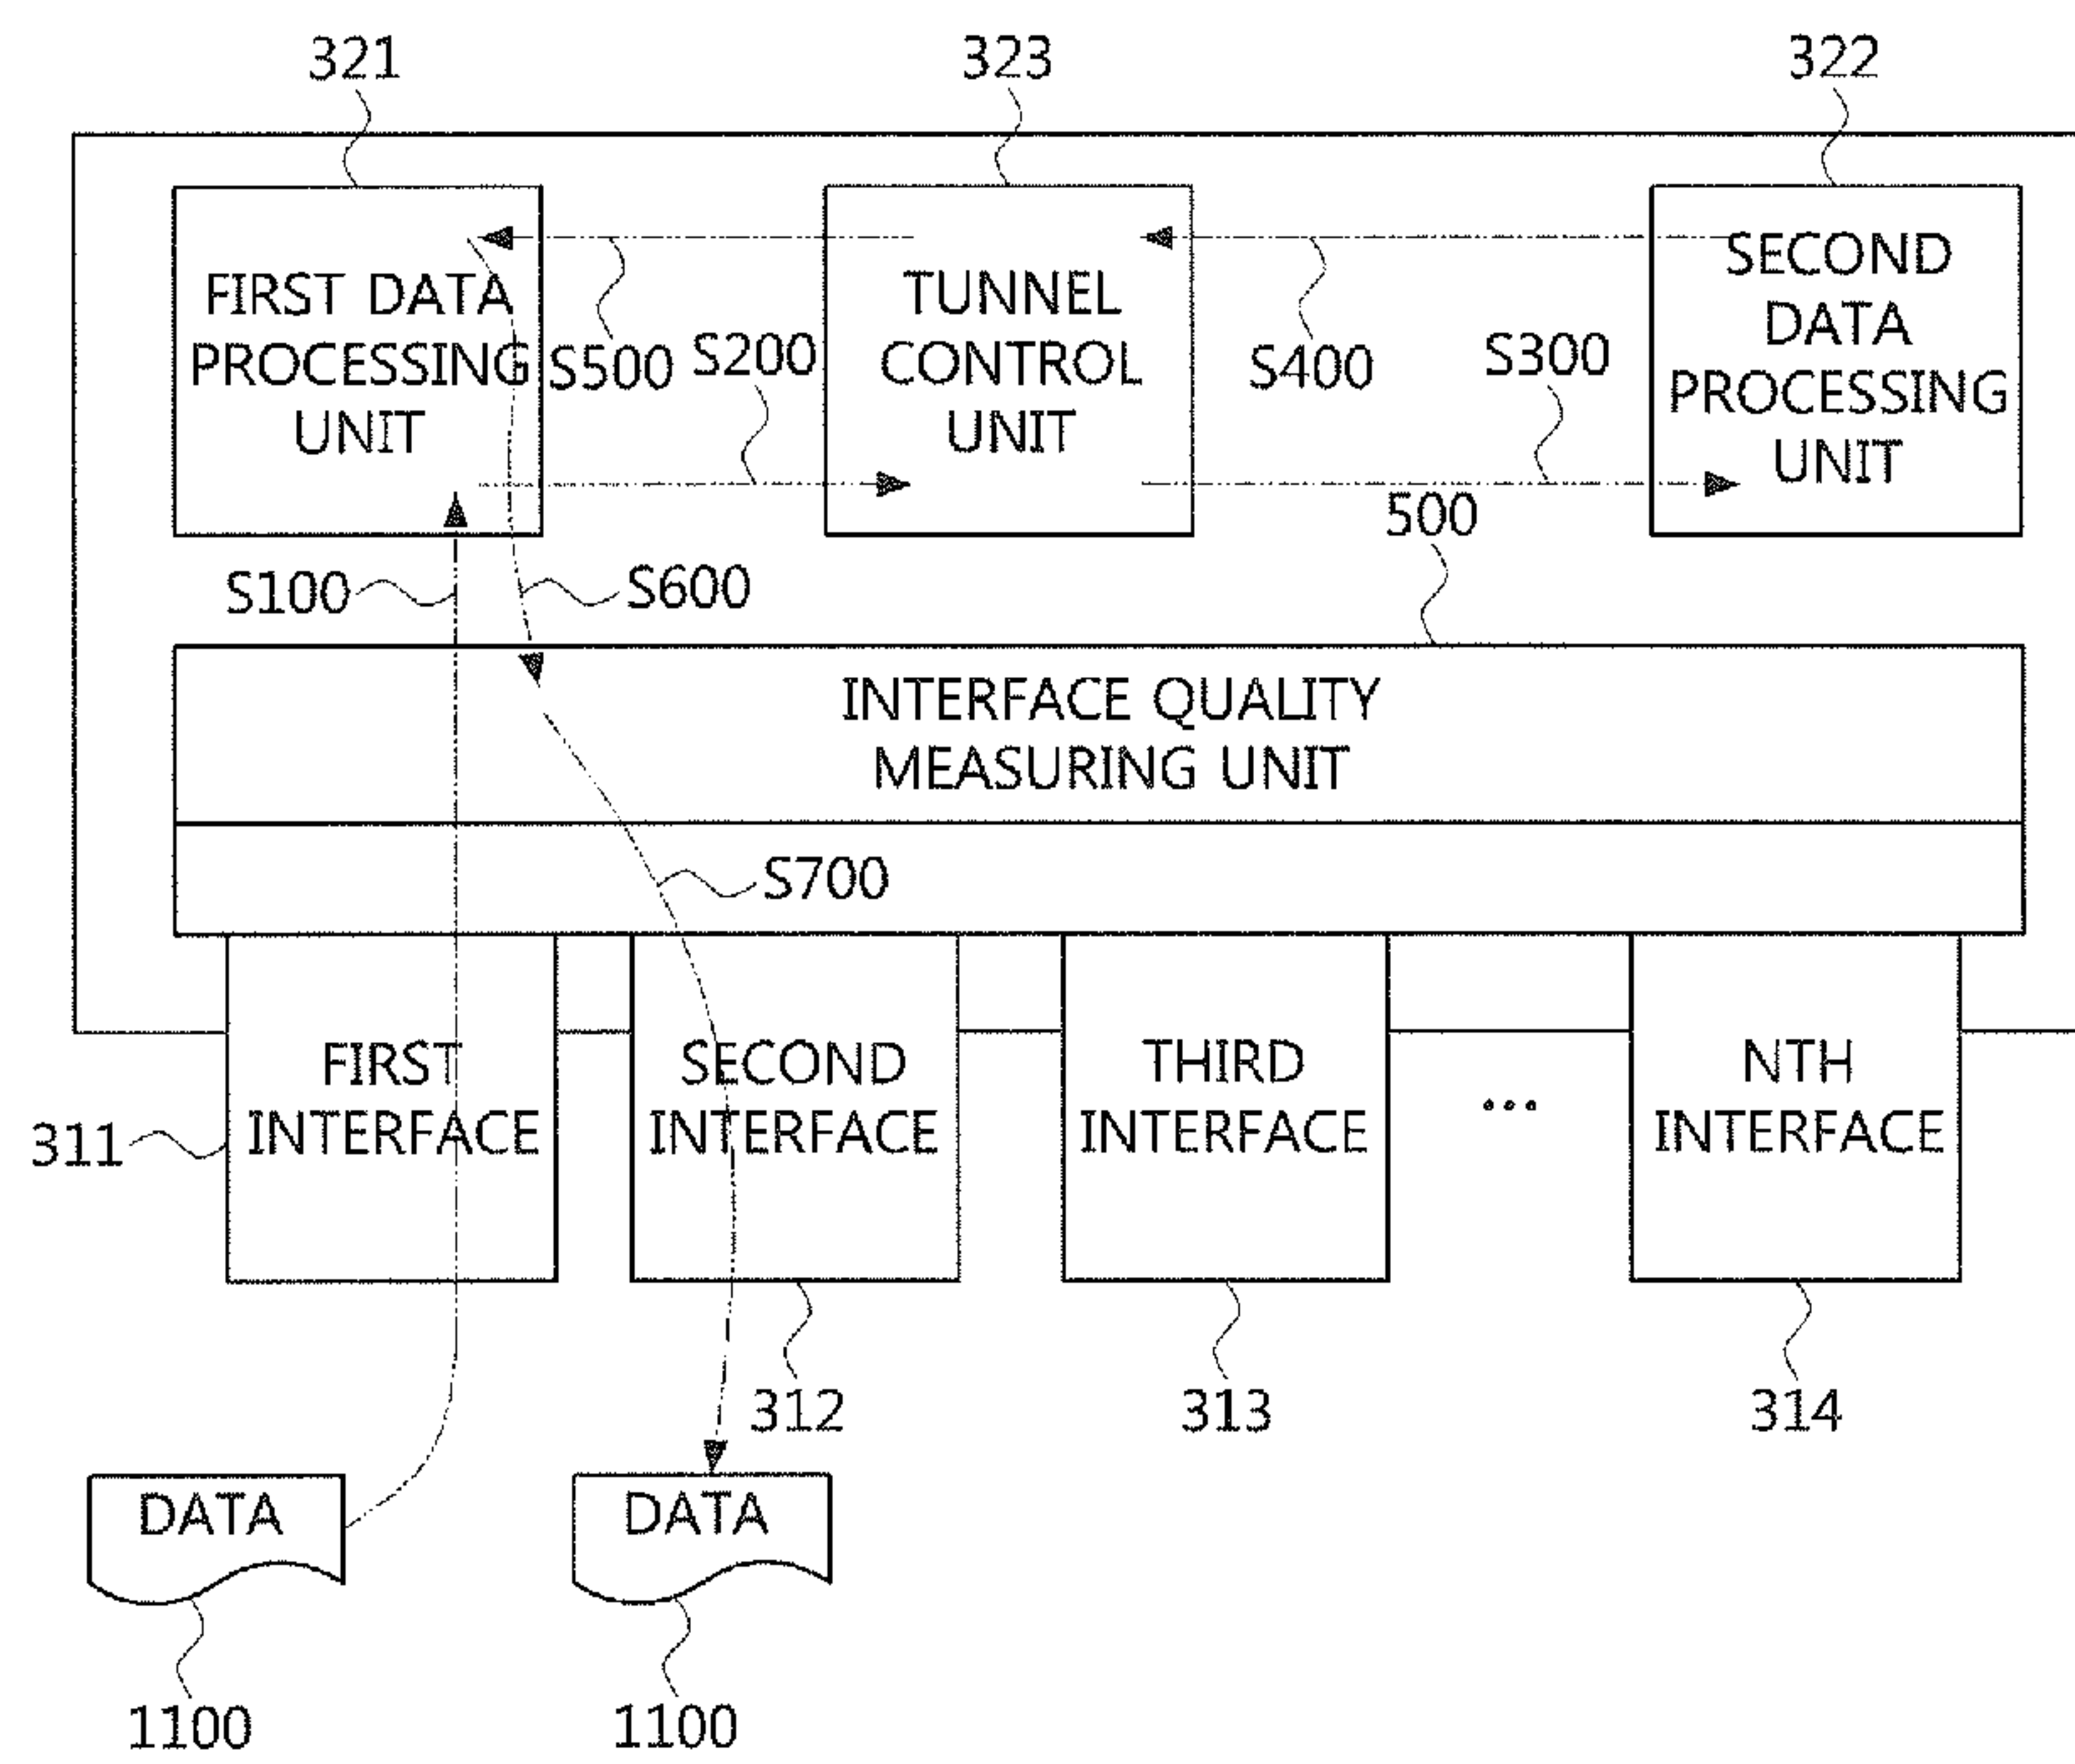 321
323
322
FIRST DATA
PROCESSING
UNIT
S500
S200
TUNNEL
CONTROL
UNIT
S400
S300
SECOND
DATA
PROCESSING
UNIT
500
S100
S600
INTERFACE QUALITY
MEASURING UNIT
S700
311
FIRST
INTERFACE
SECOND
INTERFACE
THIRD
INTERFACE
...
NTH
INTERFACE
312
313
314
DATA
DATA
1100
1100